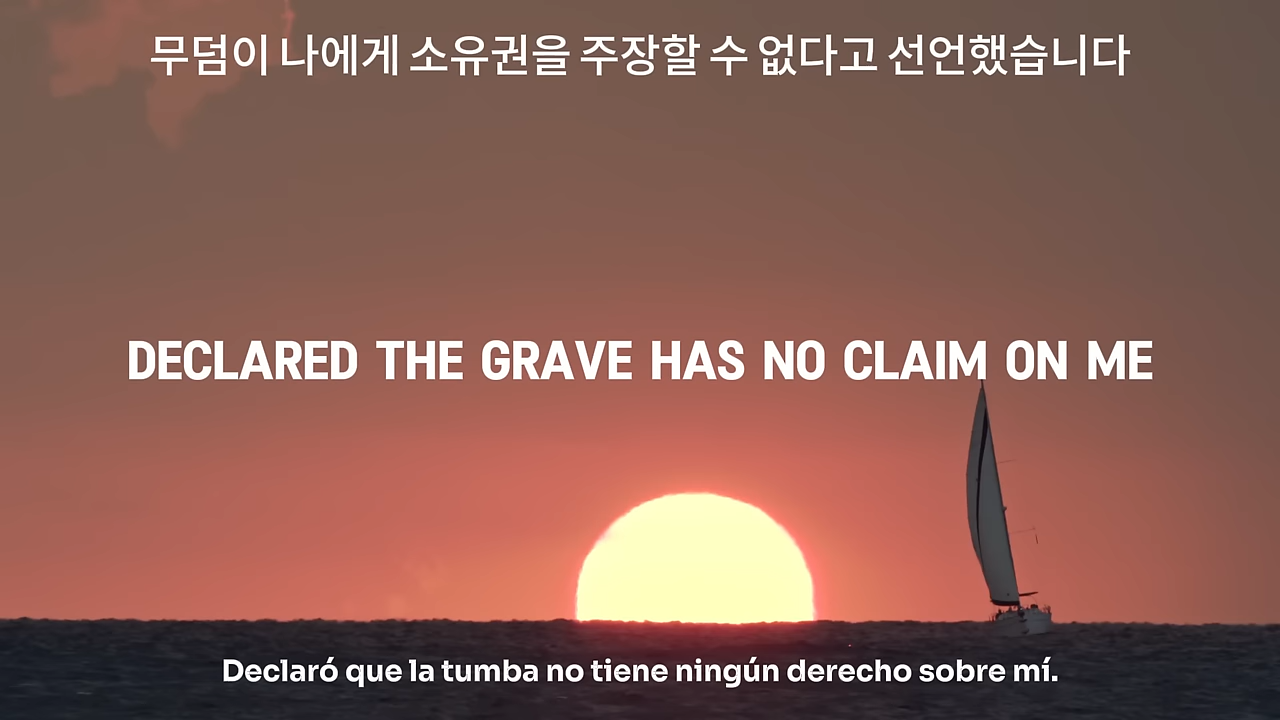 무덤이 나에게 소유권을 주장할 수 없다고 선언했습니다
DECLARED THE GRAVE HAS NO CLAIM ON ME
Declaró que la tumba no tiene ningún derecho sobre mí.